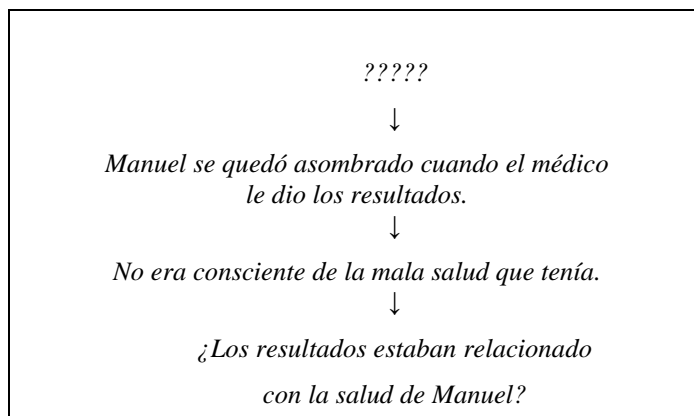 ?????
↓
Manuel se quedó asombrado cuando el médico
le dio los resultados.
↓
No era consciente de la mala salud que tenía.
↓
¿Los resultados estaban relacionado
con la salud de Manuel?